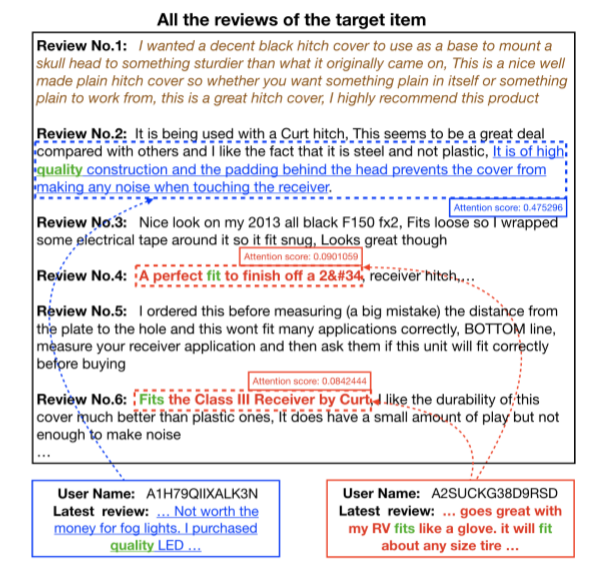 All the reviews of the target item
Review No.1: I wanted a decent black hitch cover to use as a base to mount a
skull head to something sturdier than what it originally came on, This is a nice well
made plain hitch cover so whether you want something plain in itself or something
plain to work from, this is a great hitch cover, I highly recommend this product
Review No.2: It is being used with a Curt hitch, This seems to be a great deal
compared with others and I like the fact that it is steel and not plastic, It is of high
quality construction and the padding behind the head prevents the cover from
making any noise when touching the receiver.
Attention score: 0.475296
Review No.3: Nice look on my 2013 all black F150 fx2, Fits loose so I wrapped
some electrical tape around it so it fit snug, Looks great though
Attention score: 0.0901059
Review No.4: A perfect fit to finish off a 2&#34, receiver hitch,...
Review No.5: I ordered this before measuring (a big mistake) the distance from
the plate to the hole and this wont fit many applications correctly, BOTTOM line,
measure your receiver application and then ask them if this unit will fit correctly
before buying
Attention score: 0.0842444
Review No.6: Fits the Class III Receiver by Curt, I like the durability of this
cover much better than plastic ones, It does have a small amount of play but not
enough to make noise
...
User Name: A1H79QIIXALK3N
Latest review: ... Not worth the
money for fog lights, I purchased
quality LED ...
User Name: A2SUCKG38D9RSD
Latest review: ... goes great with
my RV fits like a glove. it will fit
about any size tire ...